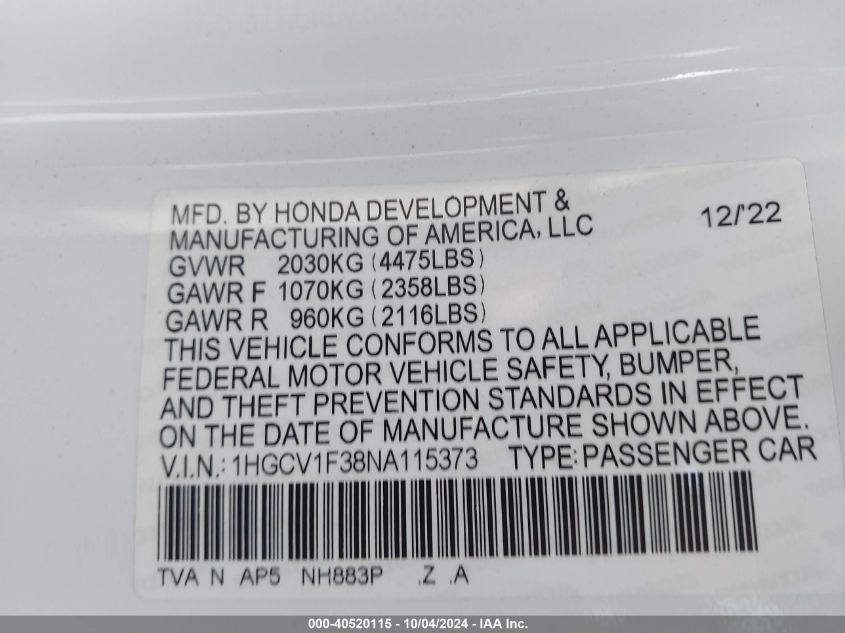 MFD. BY HONDA DEVELOPMENT &
MANUFACTURING OF AMERICA, LLC 12/'22
GVWR 2030KG (4475LBS)
GAWR F 1070KG (2358LBS)
GAWR R 960KG (2116LBS)
THIS VEHICLE CONFORMS TO ALL APPLICABLE
FEDERAL MOTOR VEHICLE SAFETY, BUMPER,
AND THEFT PREVENTION STANDARDS IN EFFECT
ON THE DATE OF MANUFACTURE SHOWN ABOVE.
V.I.N.: 1HGCV1F38NA115373 TYPE: PASSENGER CAR
TVA N AP5 NH883P .Z .A
000-40520115 - 10/04/2024 - IAA Inc.